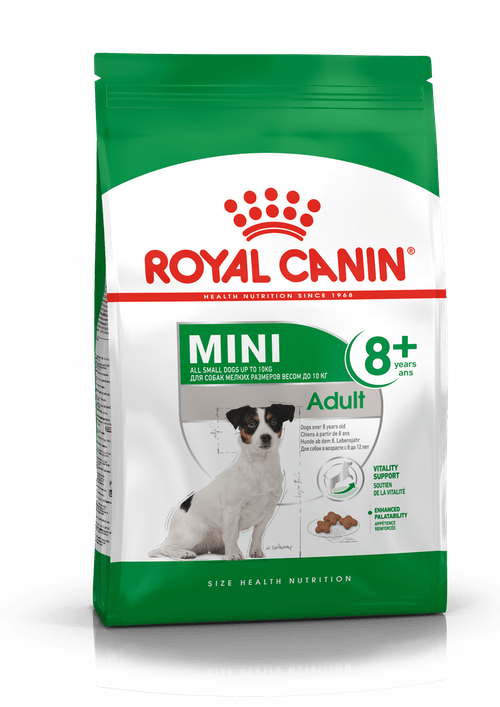 ROYAL CANIN®
HEALTH NUTRITION SINCE 1968
MINI
ALL SMALL DOGS UP TO 10KG
ДЛЯ СОБАК МЕЛКИХ РАЗМЕРОВ ВЕСОМ ДО 10 КГ
8+
years
ans
Adult
Dogs over 8 years old
Chiens à partir de 8 ans
Hunde ab dem 8. Lebensjahr
Для собак в возрасте с 8 до 12 лет
VITALITY
SUPPORT
SOUTIEN
DE LA VITALITÉ
ENHANCED
PALATABILITY
APPÉTENCE
RENFORCÉE
SIZE HEALTH NUTRITION